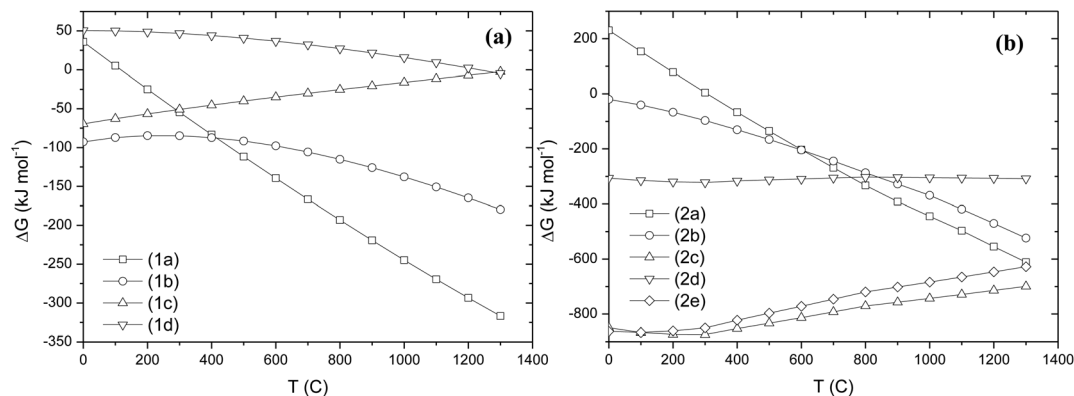 (a)
50
0
-50
-100
-150
-200
-250
-300
-350
ΔG (kJ mol⁻¹)
(1a)
(1b)
(1c)
(1d)
0 200 400 600 800 1000 1200 1400
T (C)
(b)
200
0
-200
-400
-600
-800
ΔG (kJ mol⁻¹)
(2a)
(2b)
(2c)
(2d)
(2e)
0 200 400 600 800 1000 1200 1400
T (C)